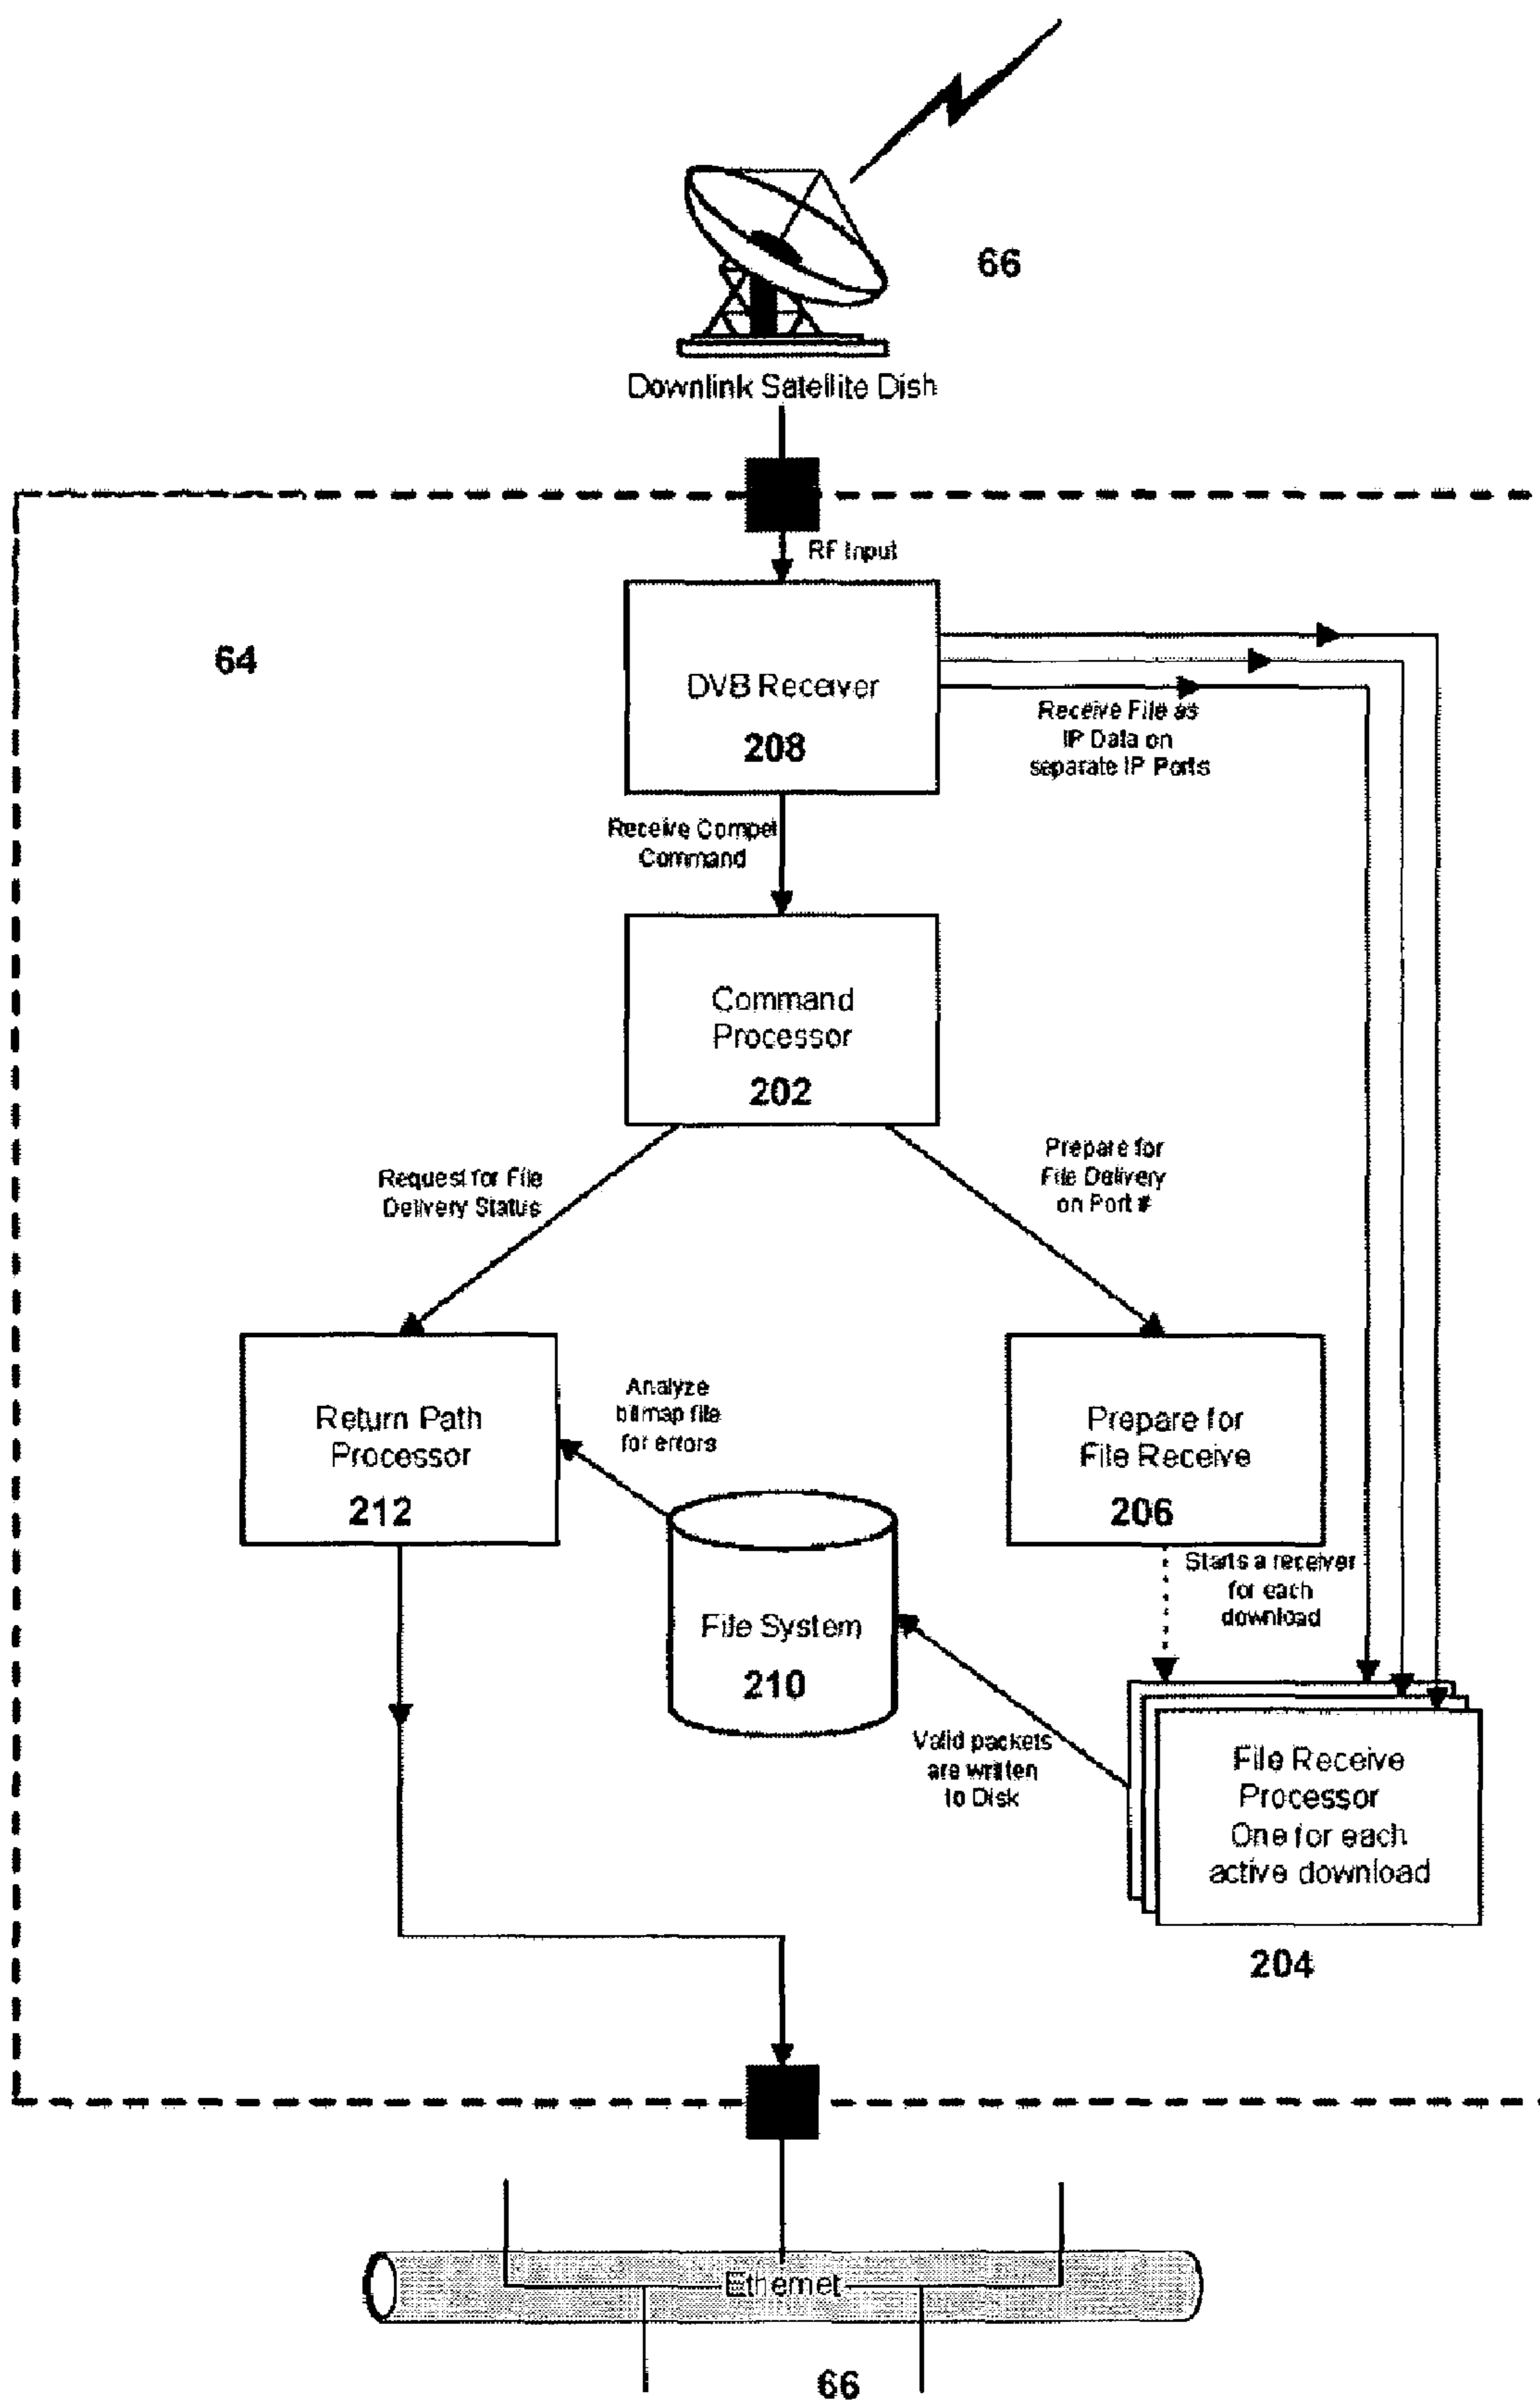 66
Downlink Satellite Dish
RF Input
64
DVB Receiver
208
Receive File as
IP Data on
separate IP Ports
Receive Compel
Command
Command
Processor
202
Request for File
Delivery Status
Prepare for
File Delivery
on Port #
Return Path
Processor
212
Analyze
bitmap file
for errors
Prepare for
File Receive
206
Starts a receiver
for each
download
File System
210
Valid packets
are written
to Disk
File Receive
Processor
One for each
active download
204
Ethernet
66